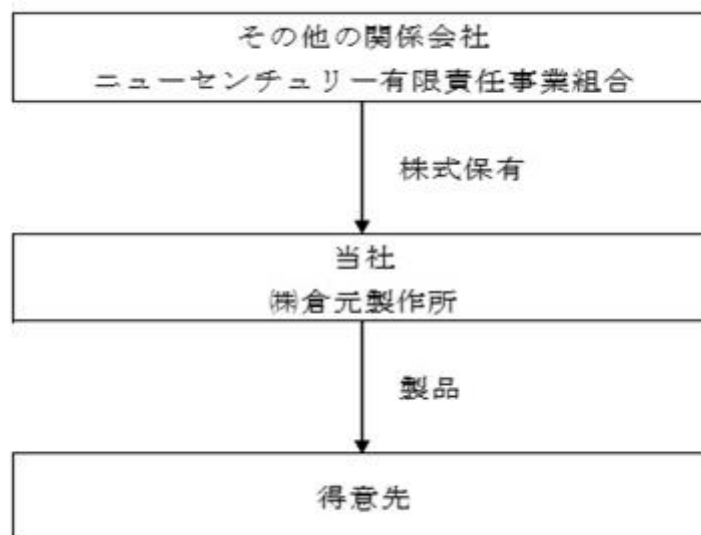 その他の関係会社
ニューセンチュリー有限責任事業組合
株式保有
当社
㈱倉元製作所
製品
得意先